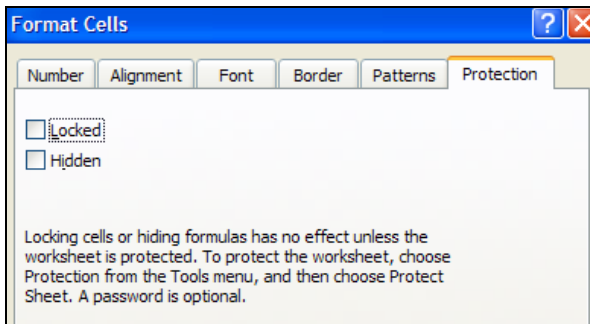 Format Cells
Number Alignment Font Border Patterns Protection
Locked
Hidden
Locking cells or hiding formulas has no effect unless the
worksheet is protected. To protect the worksheet, choose
Protection from the Tools menu, and then choose Protect
Sheet. A password is optional.